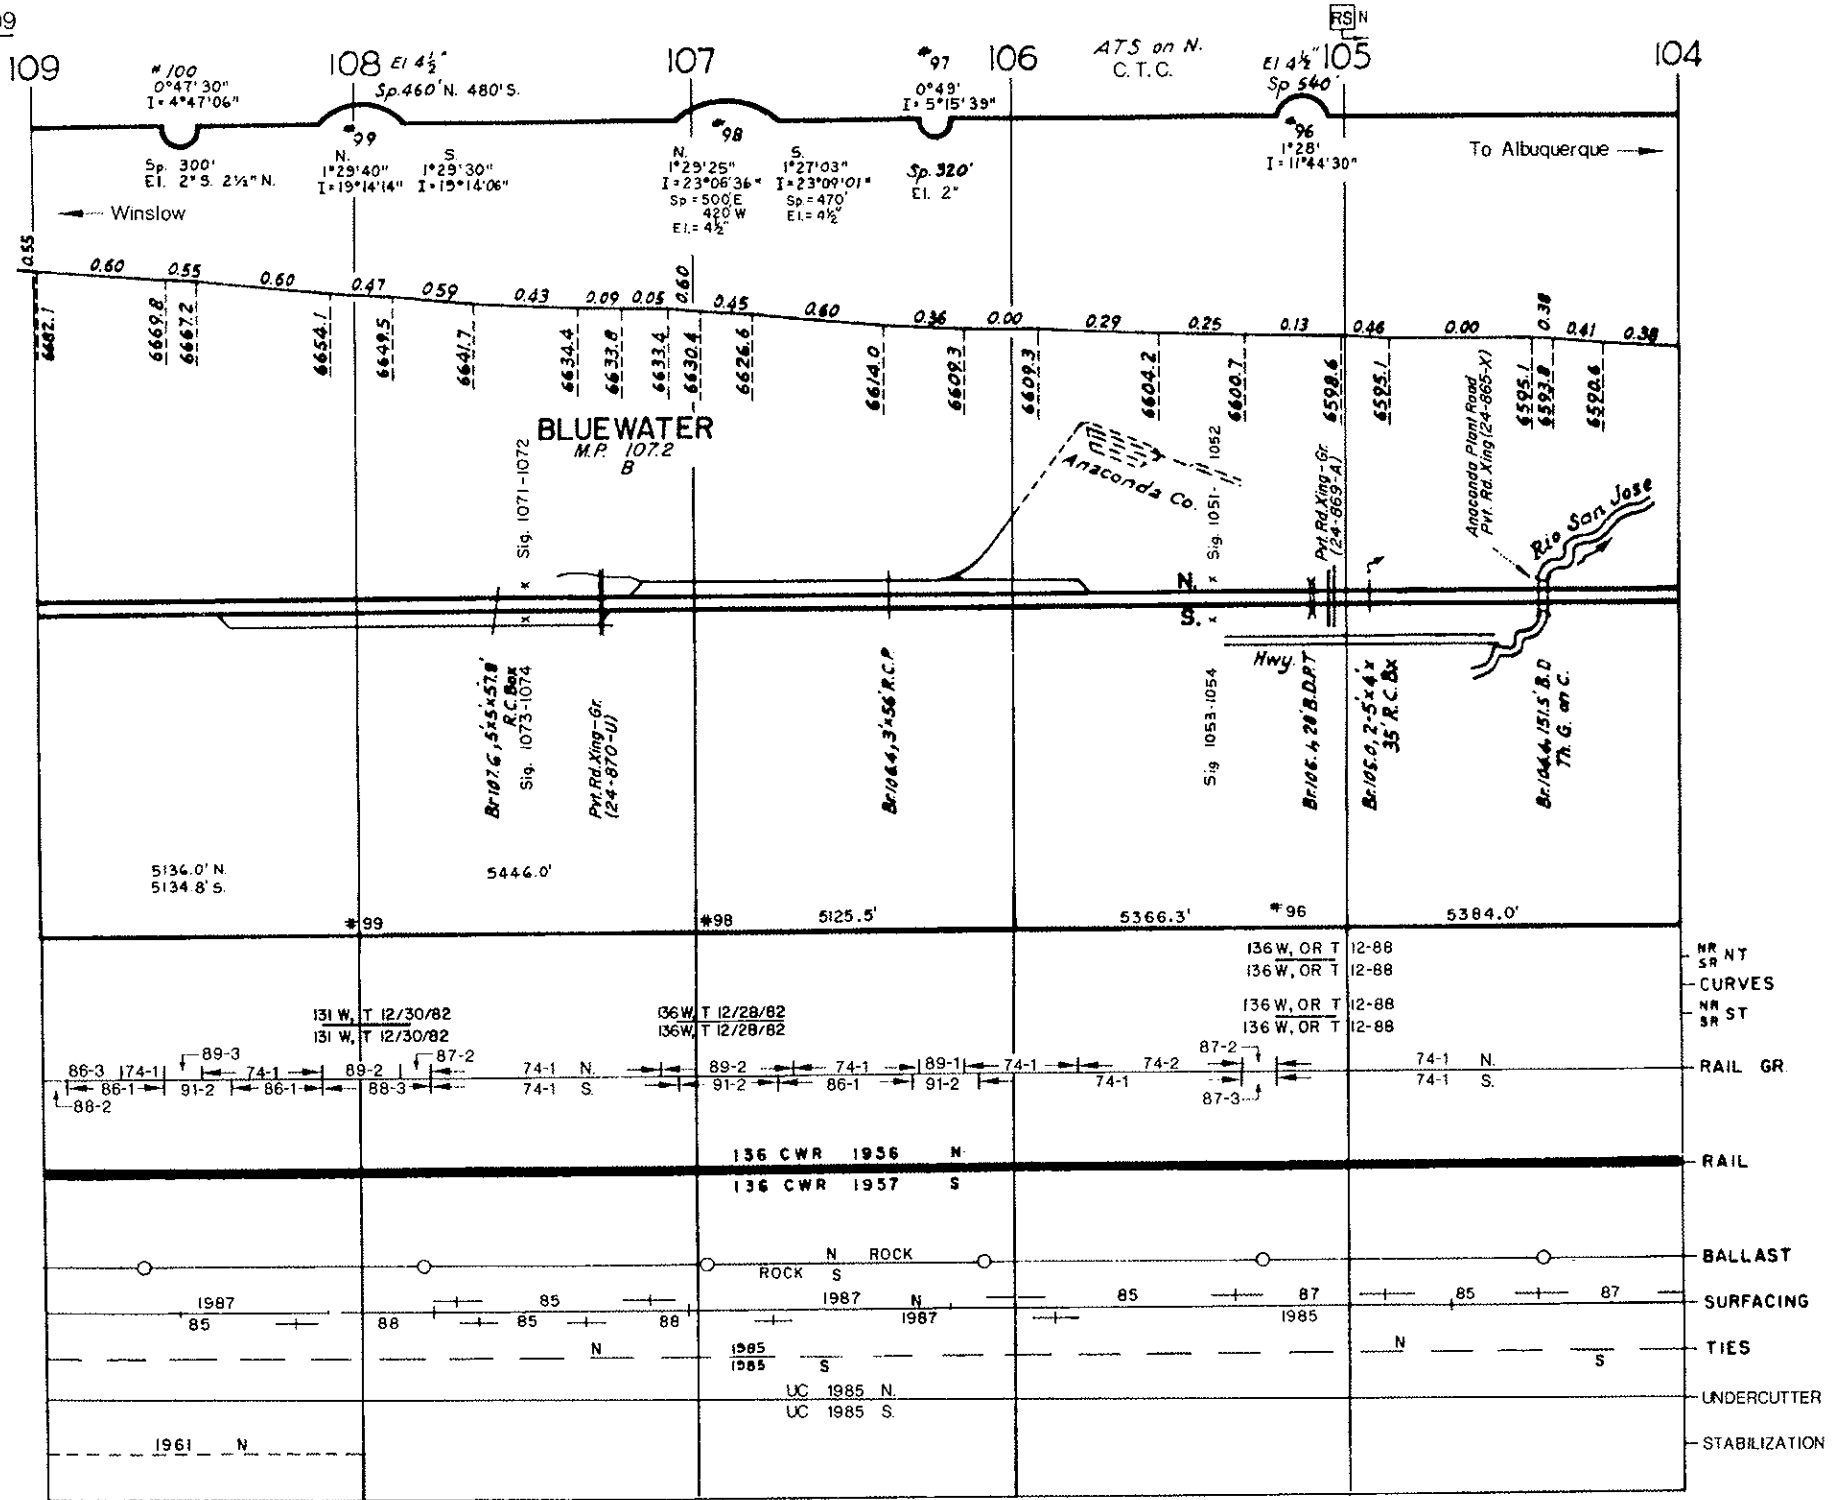 09
RS N
109
108
107
106
105
104
ATS on N.
C.T.C.
#100
0°47'30"
I=4°47'06"
Sp. 300'
El. 2" S. 2½" N.
El 4½"
Sp. 460' N. 480' S.
#99
N.
1°29'40"
I=19°14'14"
S.
1°29'30"
I=19°14'06"
#98
N.
1°29'25"
I=23°06'36"
Sp=500'E
420 W
El.=4½"
S.
1°27'03"
I=23°09'01"
Sp.=470'
El.=4½"
#97
0°49'
I=5°15'39"
Sp. 320'
El. 2"
El 4½"
Sp 540'
#96
1°28'
I=11°44'30"
To Albuquerque
Winslow
0.55 0.60 0.55 0.60 0.47 0.59 0.43 0.09 0.05 0.60 0.45 0.60 0.36 0.00 0.29 0.25 0.13 0.46 0.00 0.38 0.41 0.38
6682.1 6669.8 6667.2 6654.1 6649.5 6641.7 6634.4 6633.8 6633.4 6630.4 6626.6 6614.0 6609.3 6609.3 6604.2 6600.7 6598.6 6595.1 6595.1 6593.8 6590.6
BLUEWATER
M.P. 107.2
B
Sig. 1071-1072
Anaconda Co.
Sig. 1051-1052
Pvt. Rd. Xing-Gr.
(24-869-A)
Anaconda Plant Road
Pvt. Rd. Xing (24-865-X)
Rio San Jose
N.
S.
Hwy.
Br. 107.6, 5'x5'x57.8'
R.C. Box
Sig. 1073-1074
Pvt. Rd. Xing-Gr.
(24-870-U)
Br. 106.4, 3'x56' R.C.P.
Sig 1053-1054
Br. 105.1, 28' B.D.P.T
Br. 105.0, 2-5'x4'x
35' R.C. Bx
Br. 104.4, 151.5' B.D
Th. G. on C.
5136.0' N.
5134.8' S.
5446.0'
5125.5'
5366.3'
5384.0'
#99
#98
#96
136 W, OR T 12-88
136 W, OR T 12-88
NR NT
SR
CURVES
131 W, T 12/30/82
131 W, T 12/30/82
136W, T 12/28/82
136W, T 12/28/82
136 W, OR T 12-88
136 W, OR T 12-88
NR ST
SR
86-3 74-1 89-3 74-1 89-2 87-2 74-1 N. 89-2 74-1 89-1 74-1 74-2 87-2 74-1 N.
RAIL GR.
88-2 86-1 91-2 86-1 88-3 74-1 S. 91-2 86-1 91-2 74-1 87-3 74-1 S.
136 CWR 1956 N
RAIL
136 CWR 1957 S
N ROCK
BALLAST
ROCK S
1987 85 1987 N 85 87 85 87
SURFACING
85 88 85 88 1987 1985
N 1985 N
TIES
1985 S S
UC 1985 N.
UNDERCUTTER
UC 1985 S.
1961 N
STABILIZATION